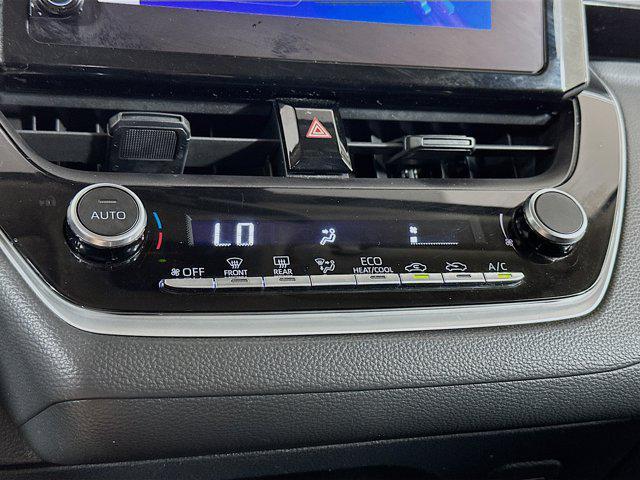 AUTO
LO
OFF
FRONT
REAR
ECO
HEAT/COOL
A/C